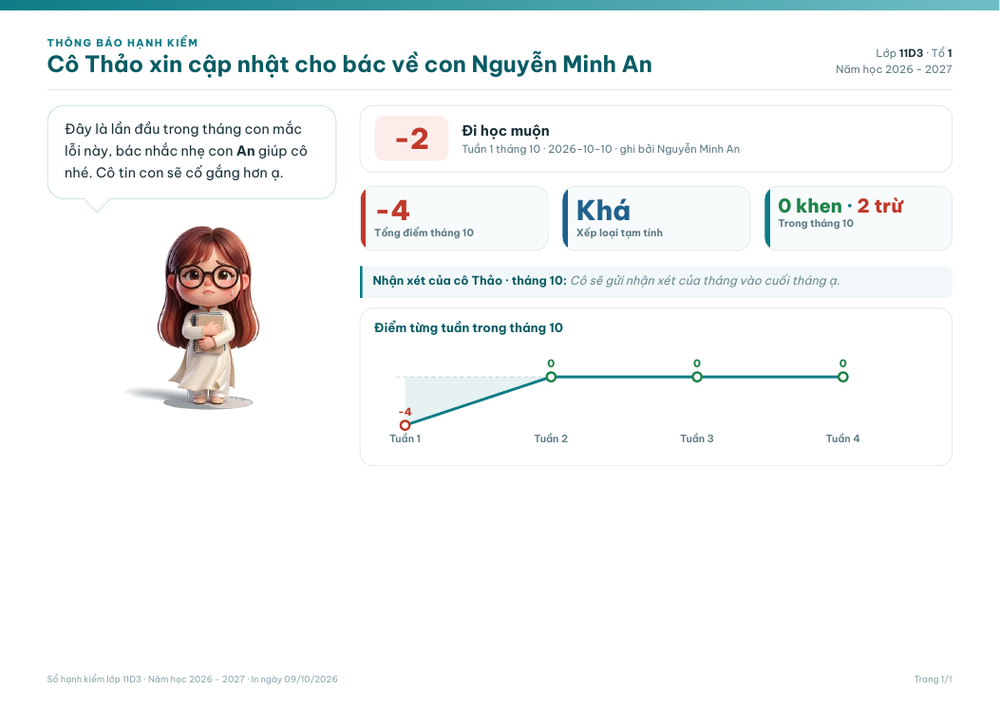 THÔNG BÁO HẠNH KIỂM
Cô Thảo xin cập nhật cho bác về con Nguyễn Minh An
Lớp 11D3 · Tổ 1
Năm học 2026 - 2027
Đây là lần đầu trong tháng con mắc
lỗi này, bác nhắc nhẹ con An giúp cô
nhé. Cô tin con sẽ cố gắng hơn ạ.
-2
Đi học muộn
Tuần 1 tháng 10 · 2026-10-10 · ghi bởi Nguyễn Minh An
-4
Tổng điểm tháng 10
Khá
Xếp loại tạm tính
0 khen · 2 trừ
Trong tháng 10
Nhận xét của cô Thảo · tháng 10: Cô sẽ gửi nhận xét của tháng vào cuối tháng ạ.
Điểm từng tuần trong tháng 10
-4
0
0
0
Tuần 1
Tuần 2
Tuần 3
Tuần 4
Sổ hạnh kiểm lớp 11D3 · Năm học 2026 - 2027 · In ngày 09/10/2026
Trang 1/1